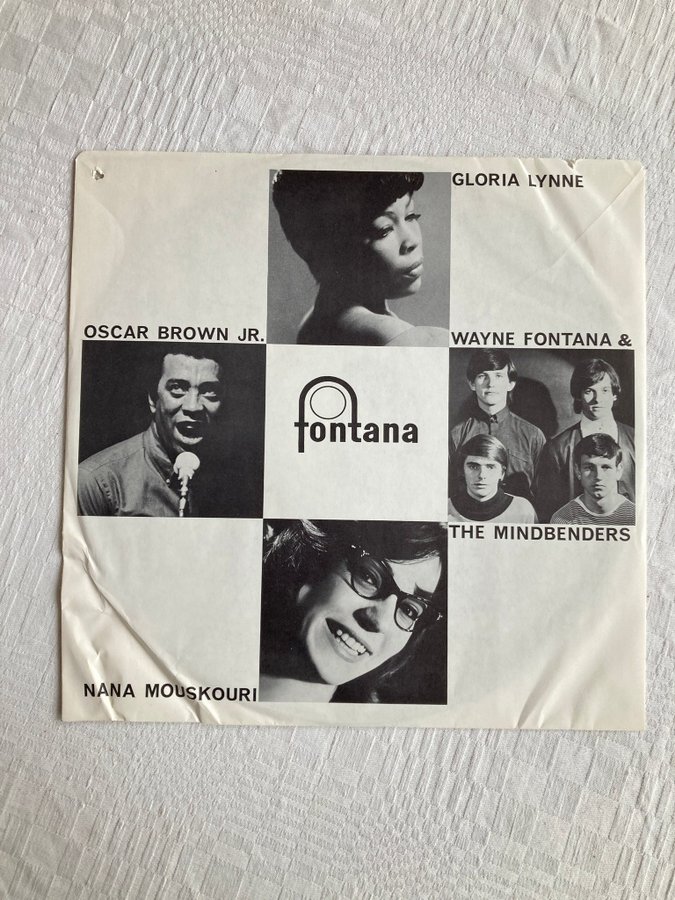 GLORIA LYNNE
OSCAR BROWN JR.
WAYNE FONTANA &
fontana
THE MINDBENDERS
NANA MOUSKOURI